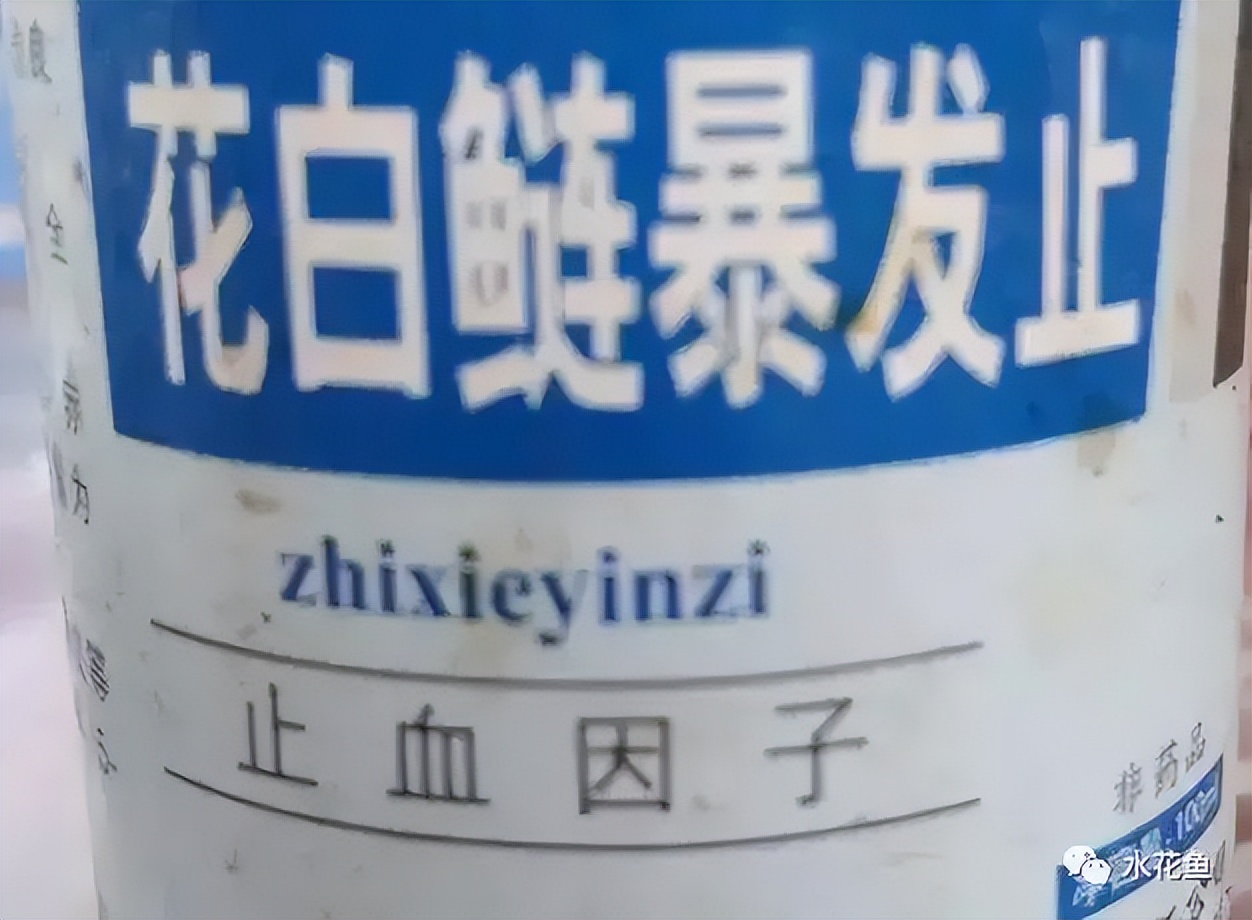 花白鲢暴发止
zhixieyinzi
止血因子
非药品
水花鱼